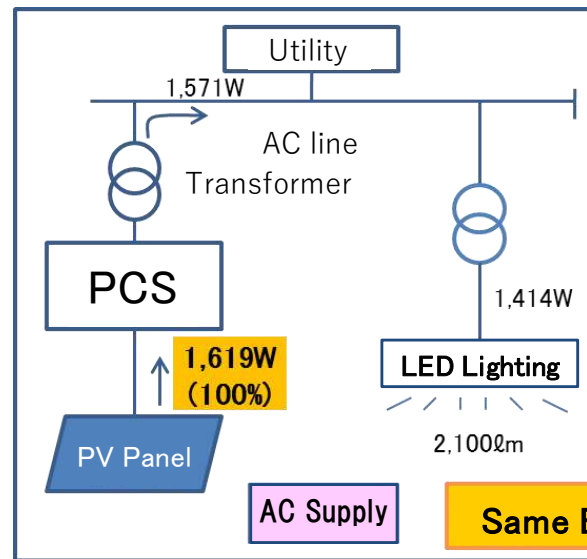 Utility
1,571W
AC line
Transformer
PCS
1,414W
1,619W
(100%)
LED Lighting
PV Panel
2,100ℓm
AC Supply
Same